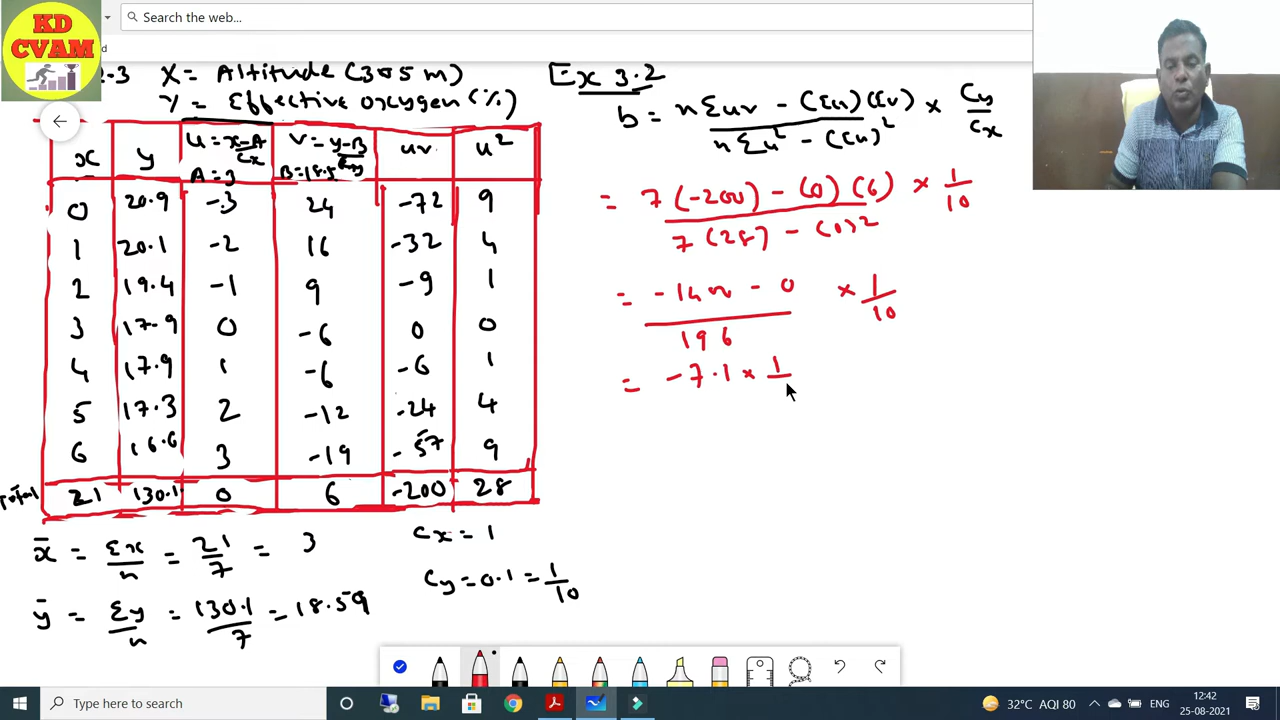 KD
CVAM
Search the web...
2.3 X = Altitude (305 m)
Y = Effective oxygen (%)
x y u = x-A/Cx A = 3 v = y-B/Cy B = 18.5 uv u²
0 20.9 -3 24 -72 9
1 20.1 -2 16 -32 4
2 19.4 -1 9 -9 1
3 17.9 0 -6 0 0
4 17.9 1 -6 -6 1
5 17.3 2 -12 -24 4
6 16.6 3 -19 -57 9
Total 21 130.1 0 6 -200 28
x̄ = Σx/n = 21/7 = 3
ȳ = Σy/n = 130.1/7 = 18.59
Cx = 1
Cy = 0.1 = 1/10
Ex 3.2
b = nΣuv - (Σu)(Σv) / nΣu² - (Σu)² × Cy/Cx
= 7(-200) - (0)(6) / 7(28) - (0)² × 1/10
= -1400 - 0 / 196 × 1/10
= -7.1 × 1
Type here to search
32°C AQI 80
ENG
12:42
25-08-2021